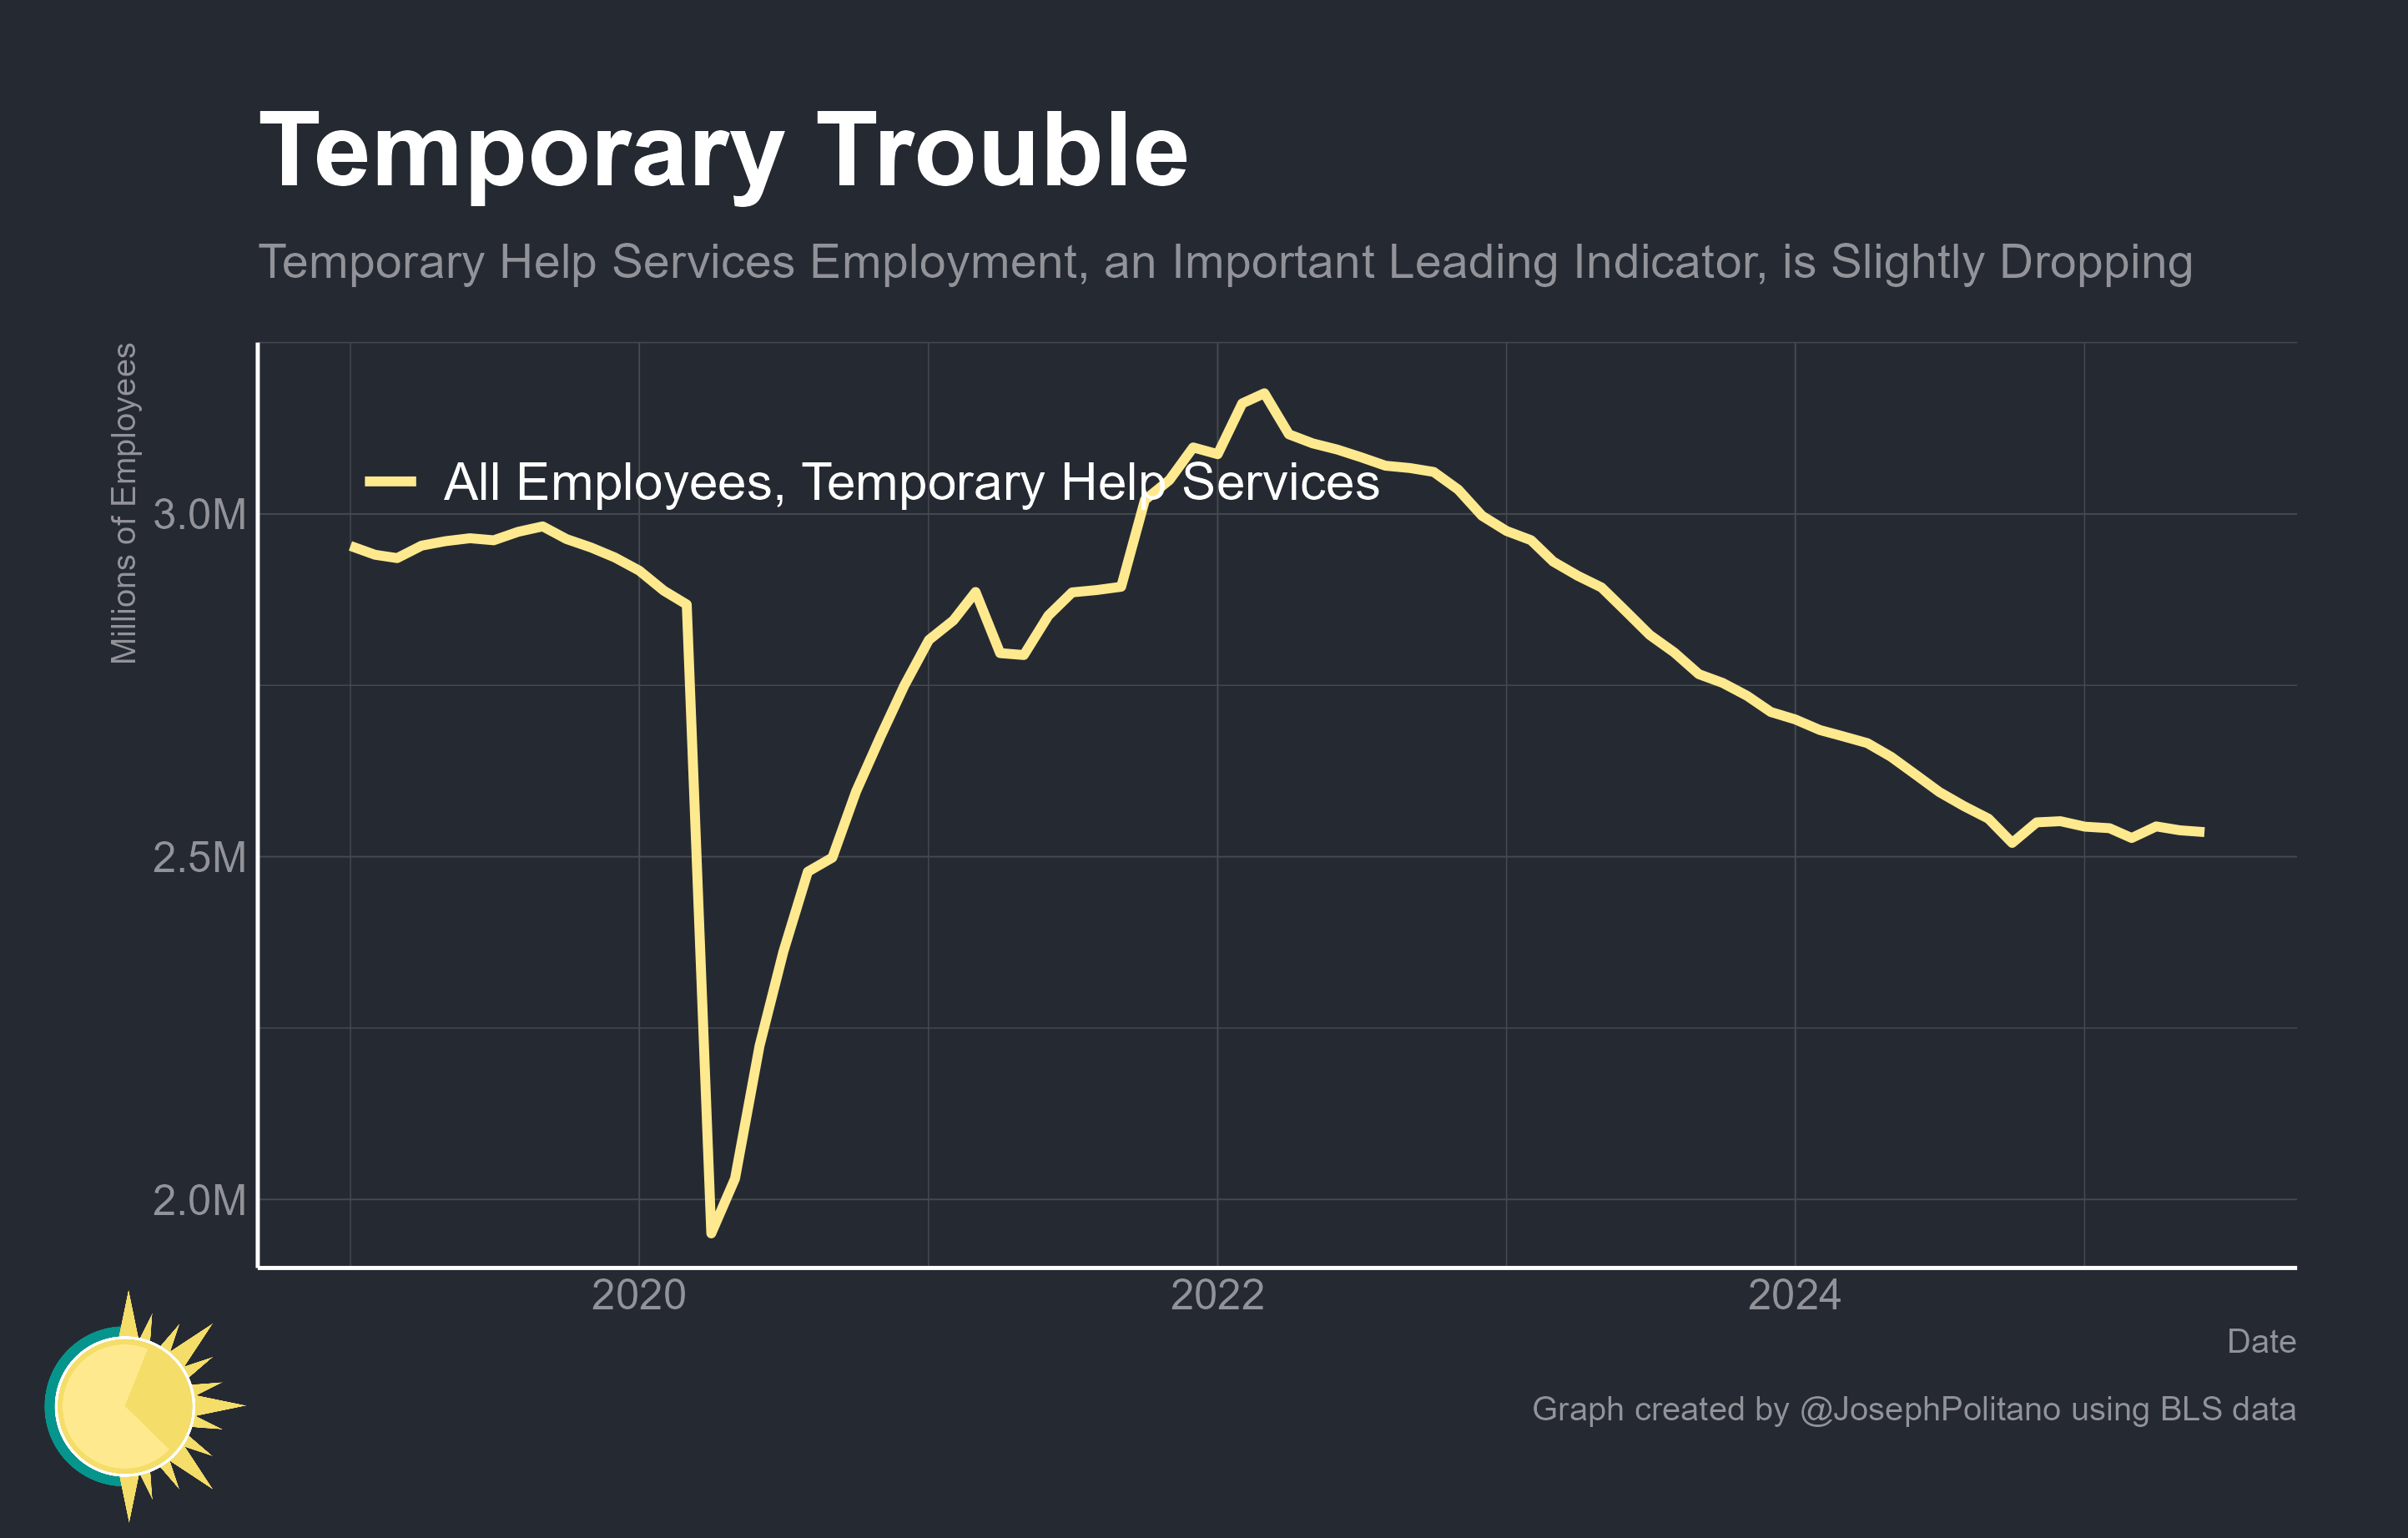 Temporary Trouble
Temporary Help Services Employment, an Important Leading Indicator, is Slightly Dropping
Millions of Employees
All Employees, Temporary Help Services
3.0M
2.5M
2.0M
2020 2022 2024
Date
Graph created by @JosephPolitano using BLS data